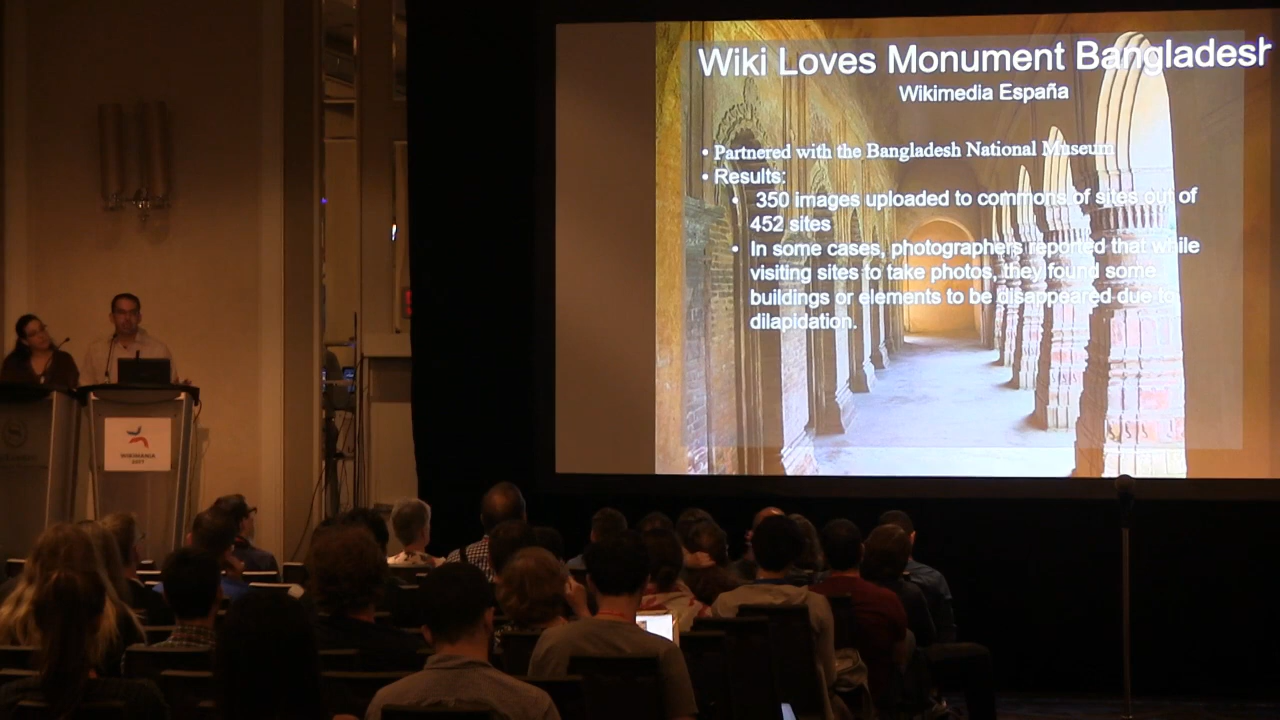 Wiki Loves Monument Bangladesh
Wikimedia España
• Partnered with the Bangladesh National Museum
• Results:
• 350 images uploaded to commons of sites out of
452 sites
• In some cases, photographers reported that while
visiting sites to take photos, they found some
buildings or elements to be disappeared due to
dilapidation.
WIKIMANIA
2017